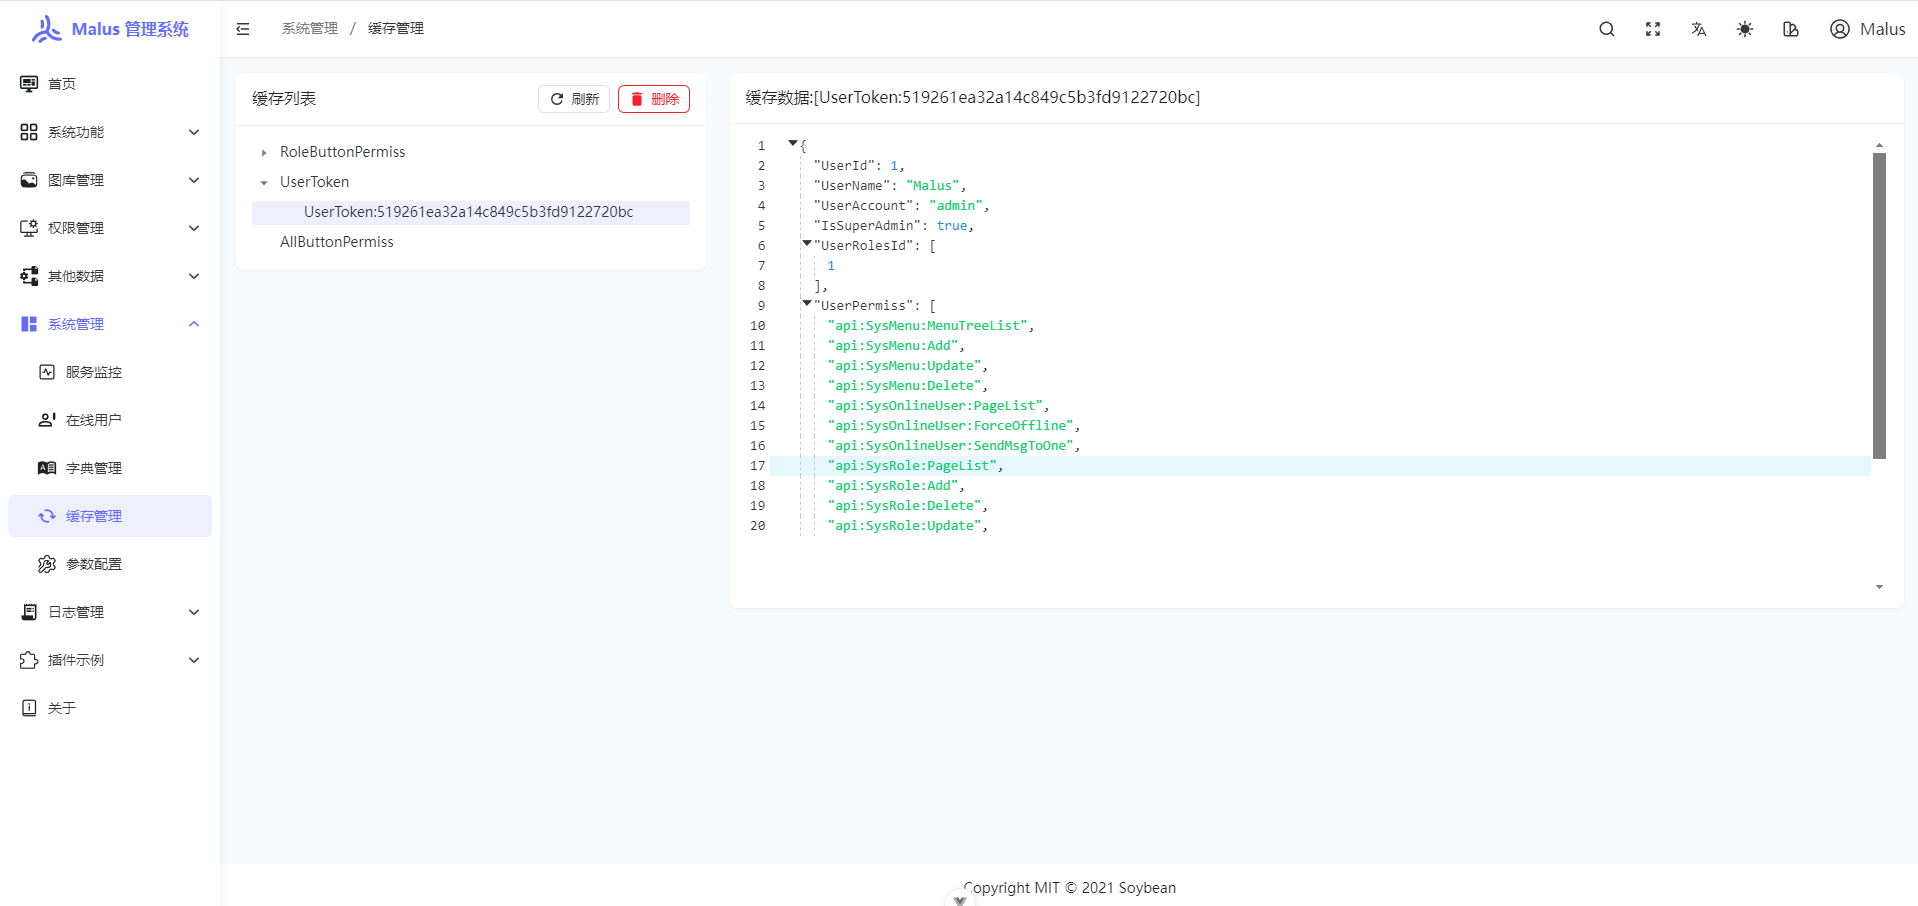 Malus 管理系统
首页
系统功能
图库管理
权限管理
其他数据
系统管理
服务监控
在线用户
字典管理
缓存管理
参数配置
日志管理
插件示例
关于
系统管理 / 缓存管理
Malus
缓存列表
刷新
删除
RoleButtonPermiss
UserToken
UserToken:519261ea32a14c849c5b3fd9122720bc
AllButtonPermiss
缓存数据:[UserToken:519261ea32a14c849c5b3fd9122720bc]
1 {
2 "UserId": 1,
3 "UserName": "Malus",
4 "UserAccount": "admin",
5 "IsSuperAdmin": true,
6 "UserRolesId": [
7 1
8 ],
9 "UserPermiss": [
10 "api:SysMenu:MenuTreeList",
11 "api:SysMenu:Add",
12 "api:SysMenu:Update",
13 "api:SysMenu:Delete",
14 "api:SysOnlineUser:PageList",
15 "api:SysOnlineUser:ForceOffline",
16 "api:SysOnlineUser:SendMsgToOne",
17 "api:SysRole:PageList",
18 "api:SysRole:Add",
19 "api:SysRole:Delete",
20 "api:SysRole:Update",
Copyright MIT © 2021 Soybean